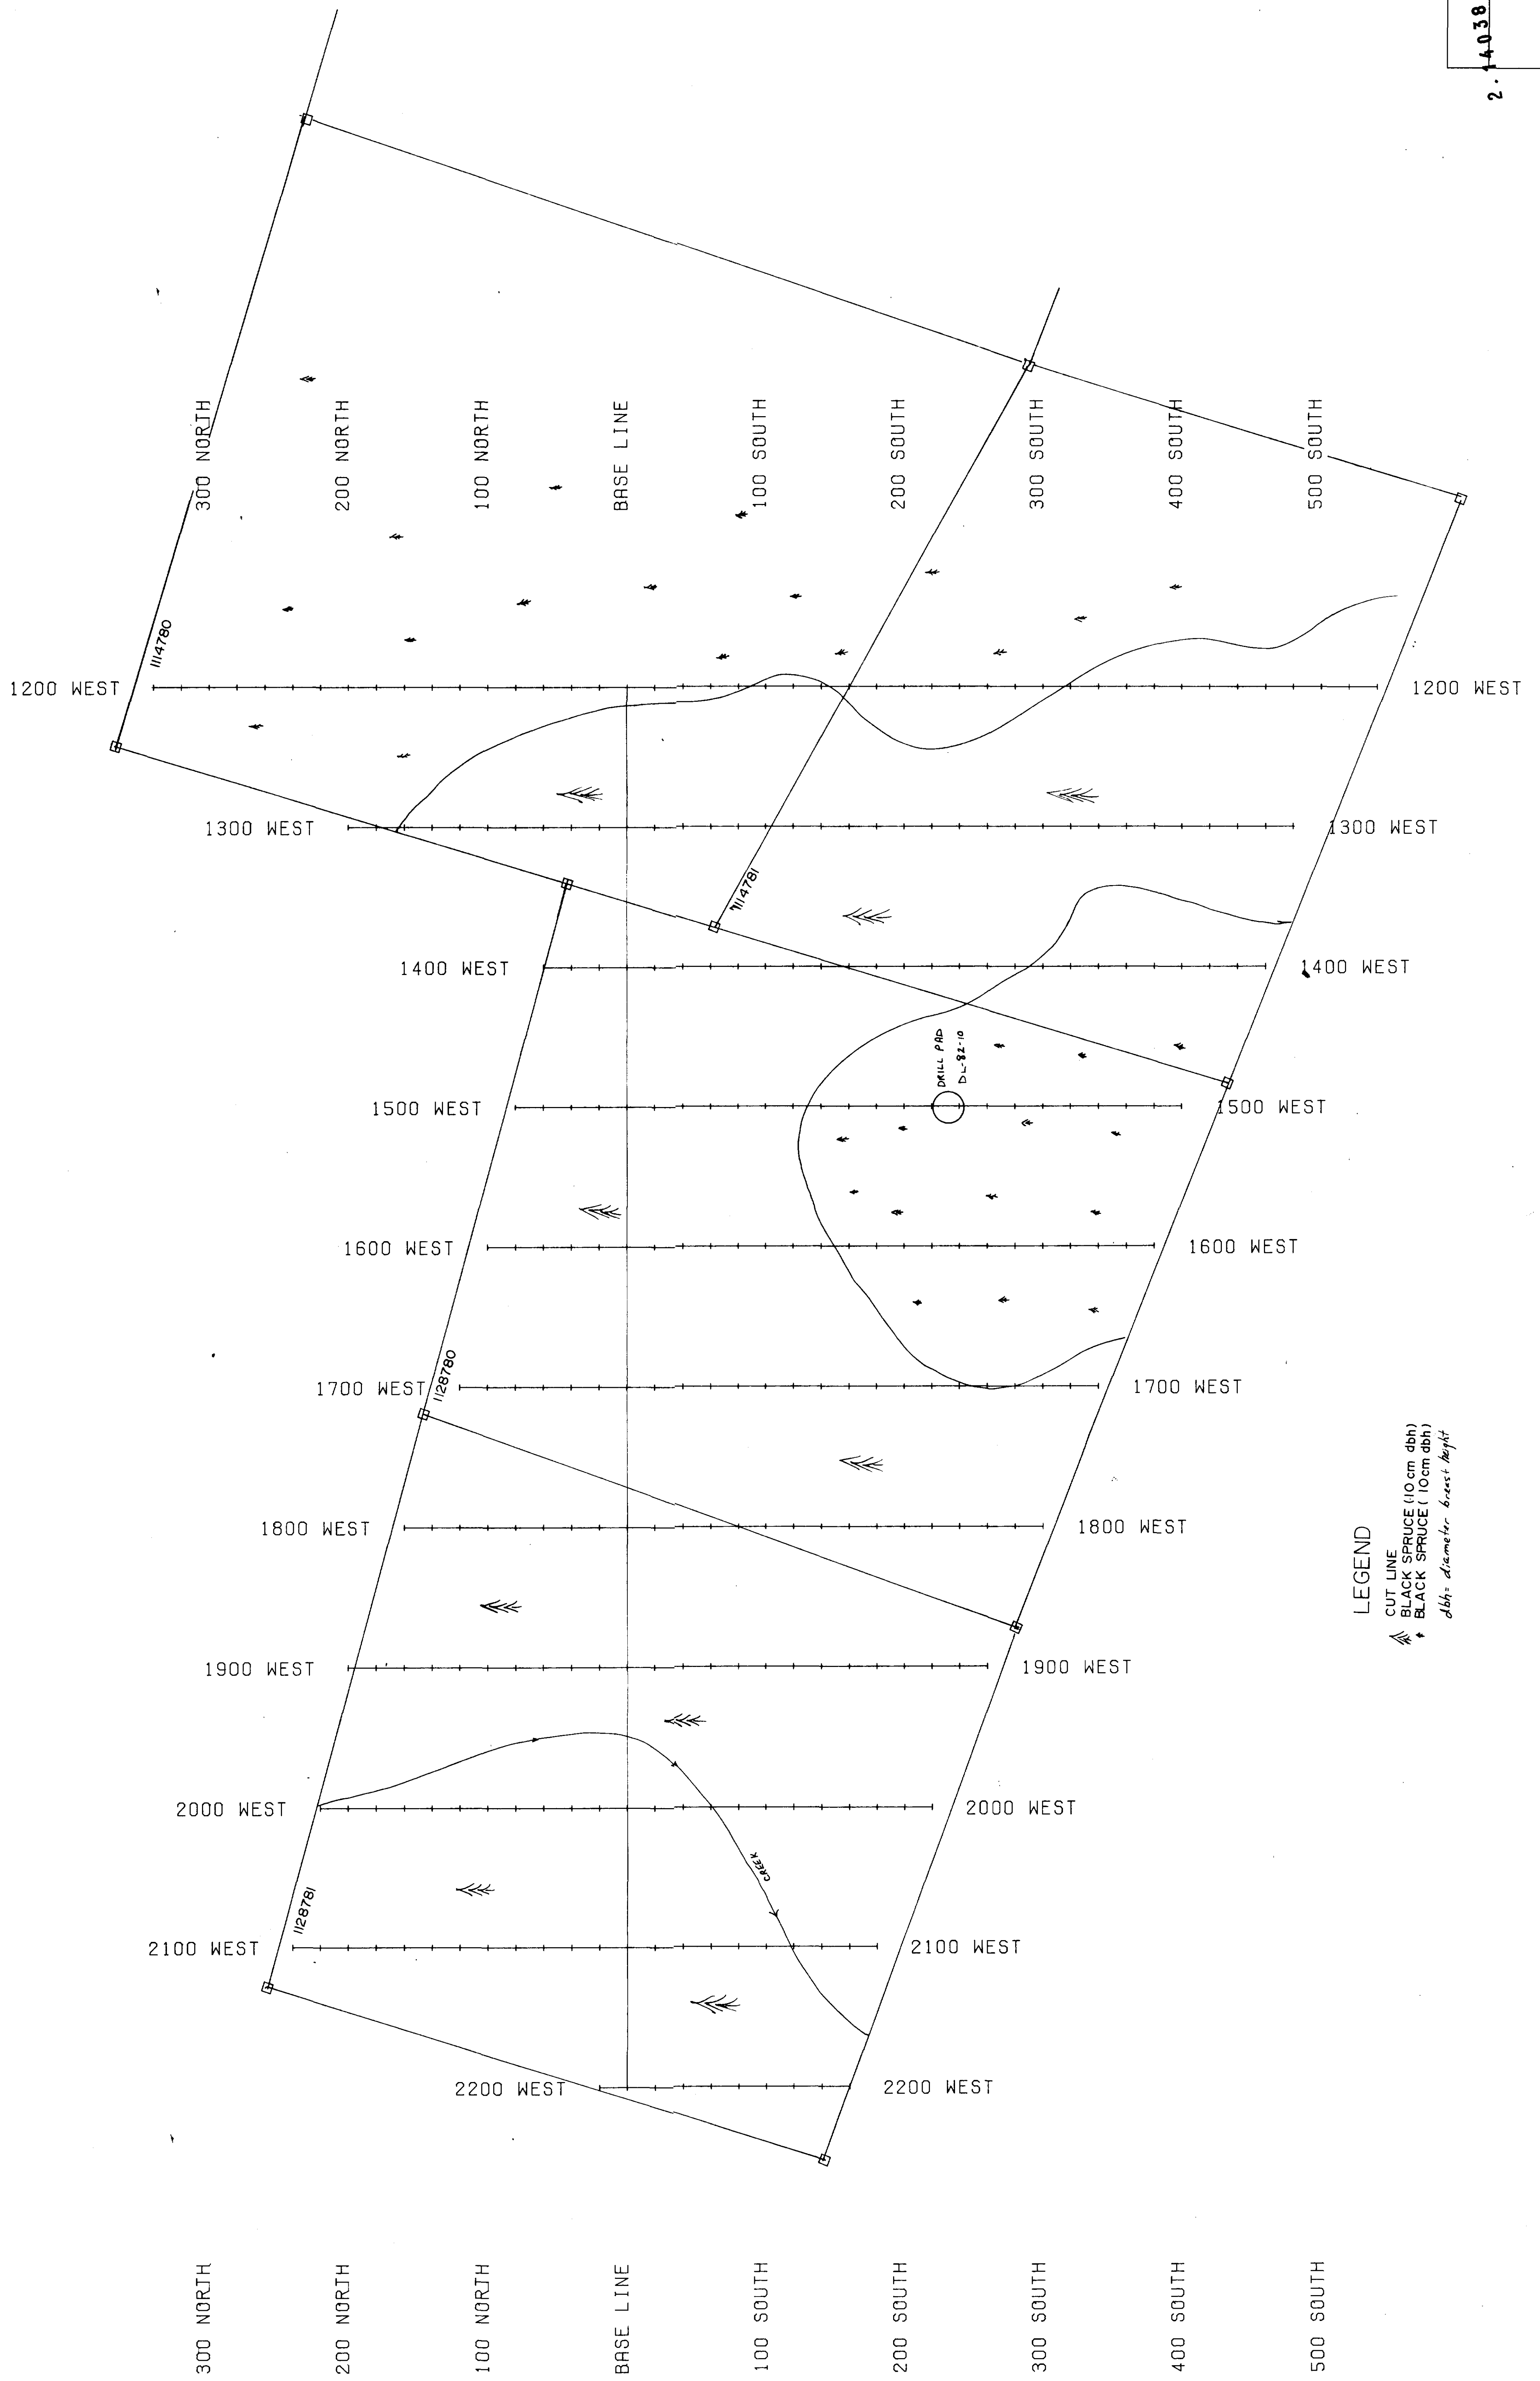 2.14038
300 NORTH
200 NORTH
100 NORTH
BASE LINE
100 SOUTH
200 SOUTH
300 SOUTH
400 SOUTH
500 SOUTH
1114780
1200 WEST
1200 WEST
1300 WEST
1300 WEST
1114781
1400 WEST
1400 WEST
DRILL PAD
DL-82-10
1500 WEST
1500 WEST
1600 WEST
1600 WEST
1128780
1700 WEST
1700 WEST
1800 WEST
1800 WEST
1900 WEST
1900 WEST
2000 WEST
2000 WEST
CREEK
1128781
2100 WEST
2100 WEST
2200 WEST
2200 WEST
LEGEND
CUT LINE
BLACK SPRUCE (10 cm dbh)
BLACK SPRUCE ( 10cm dbh)
dbh= diameter breast height
300 NORTH
200 NORTH
100 NORTH
BASE LINE
100 SOUTH
200 SOUTH
300 SOUTH
400 SOUTH
500 SOUTH